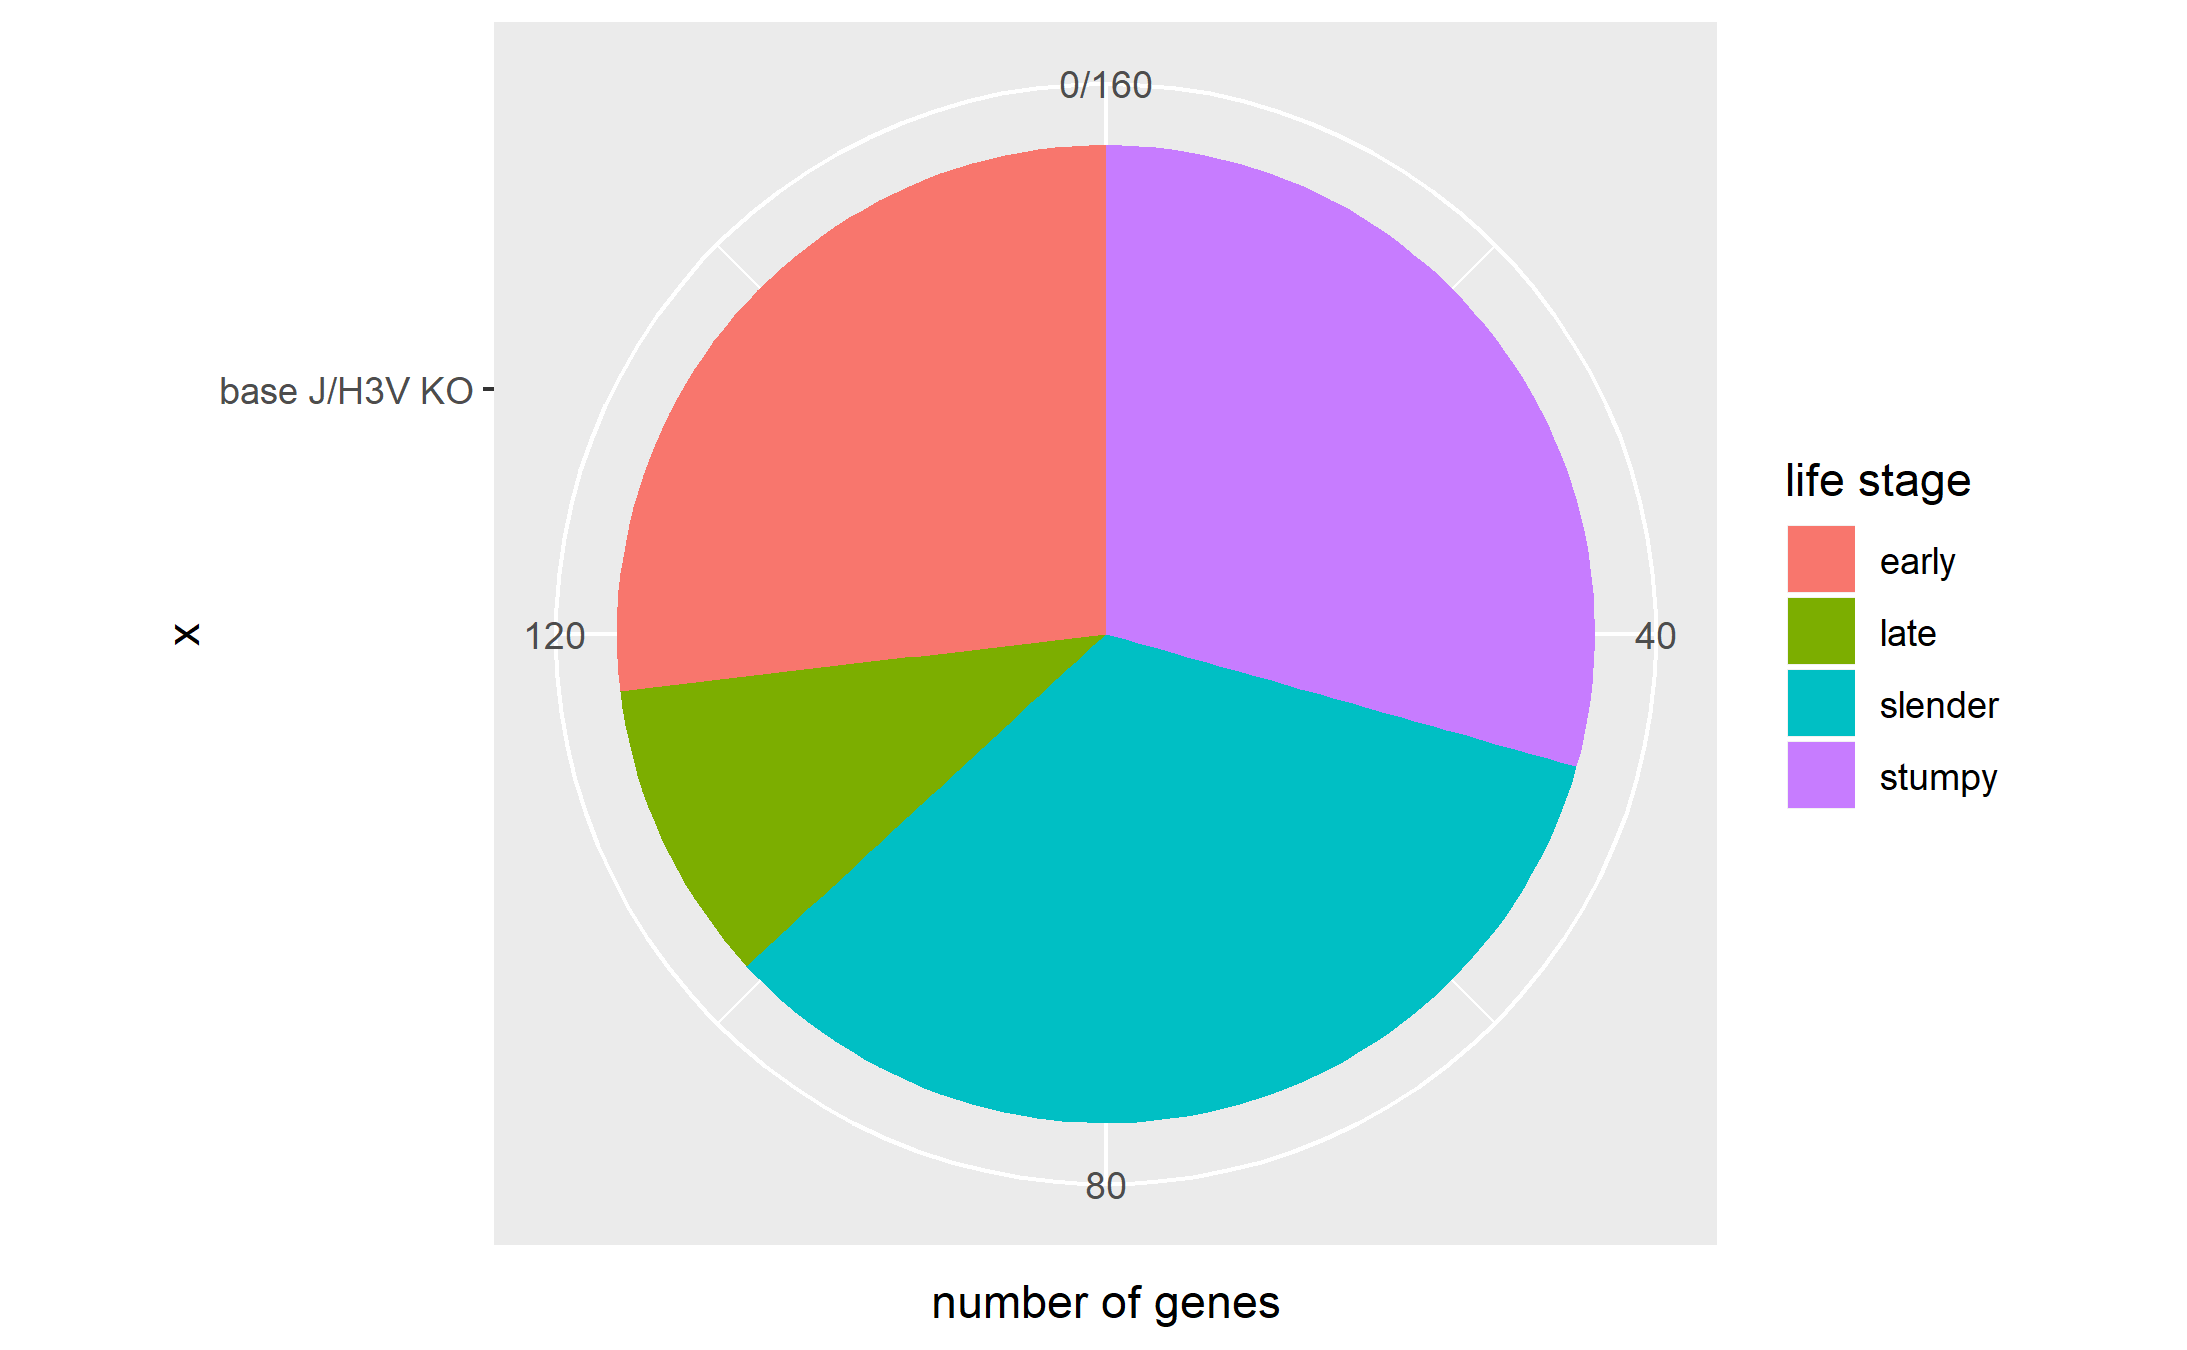 0/160
base J/H3V KO
x
120
40
80
number of genes
life stage
early
late
slender
stumpy